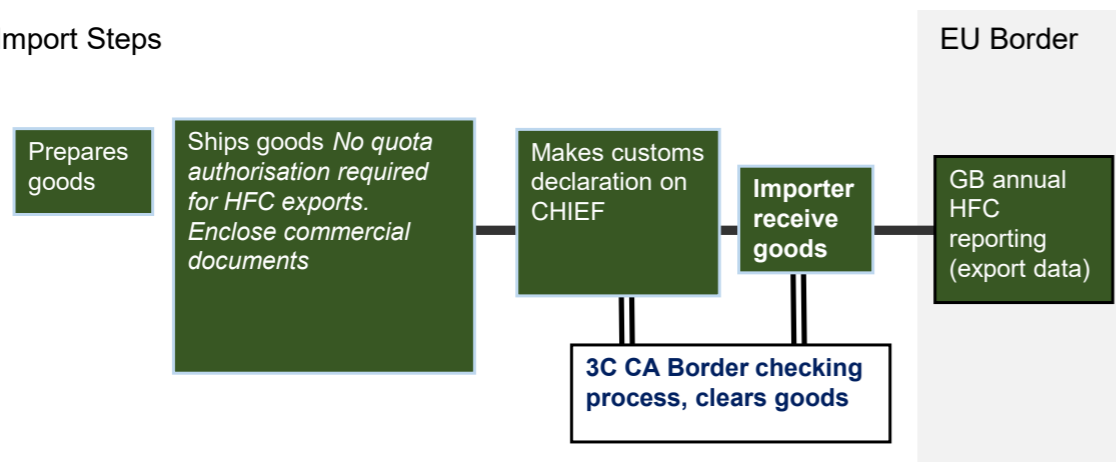 Import Steps
EU Border
Prepares
goods
Ships goods No quota
authorisation required
for HFC exports.
Enclose commercial
documents
Makes customs
declaration on
CHIEF
Importer
receive
goods
GB annual
HFC
reporting
(export data)
3C CA Border checking
process, clears goods